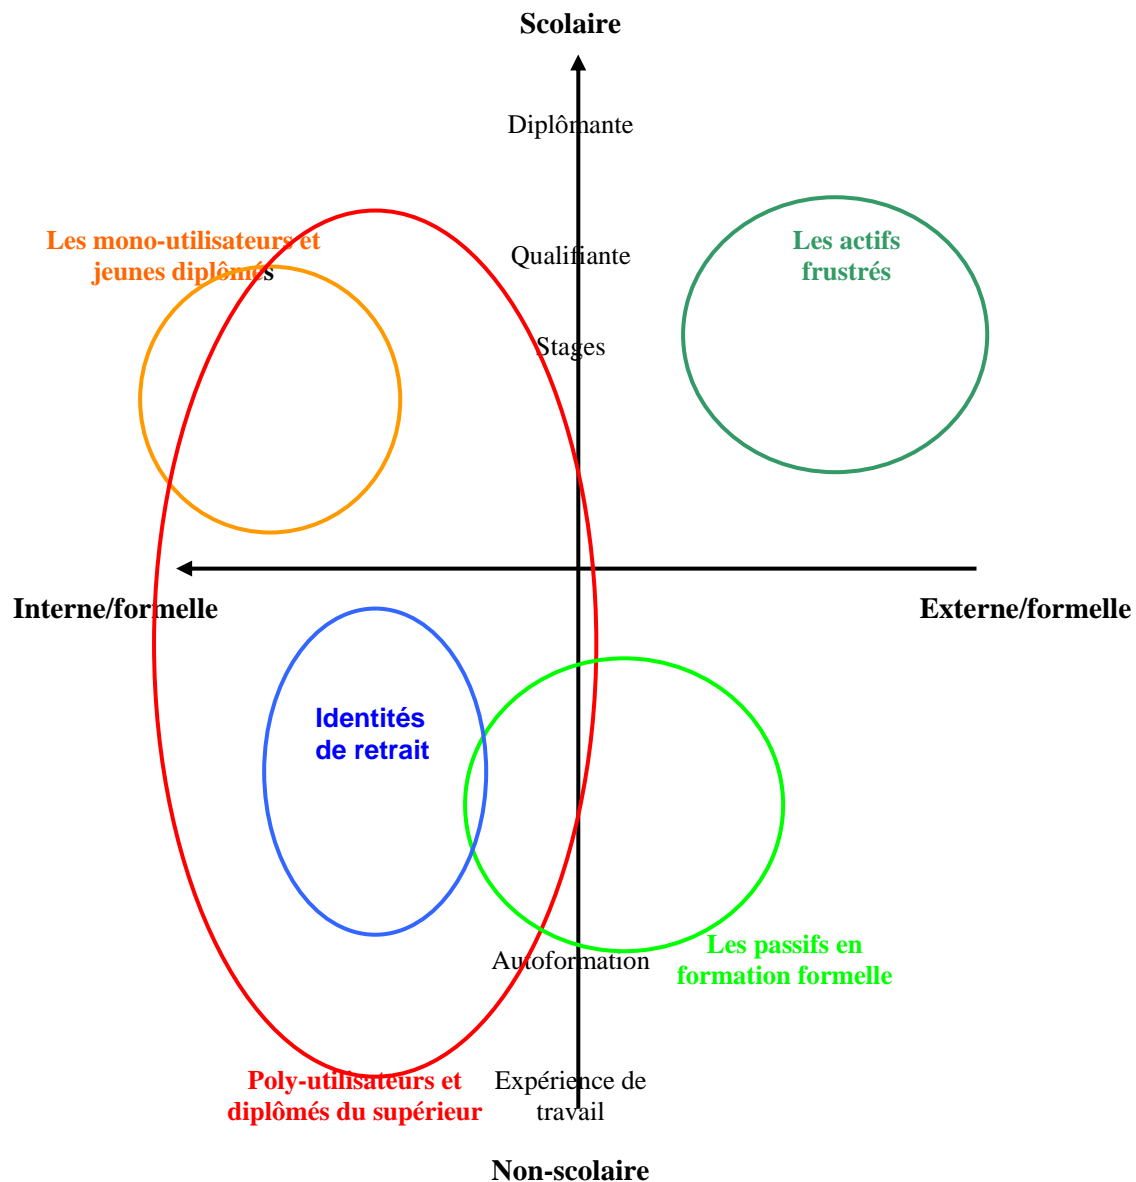 Scolaire
Diplômante
Les mono-utilisateurs et
jeunes diplômés
Qualifiante
Les actifs
frustrés
Stages
Interne/formelle
Externe/formelle
Identités
de retrait
Les passifs en
formation formelle
Autoformation
Poly-utilisateurs et
diplômés du supérieur
Expérience de
travail
Non-scolaire